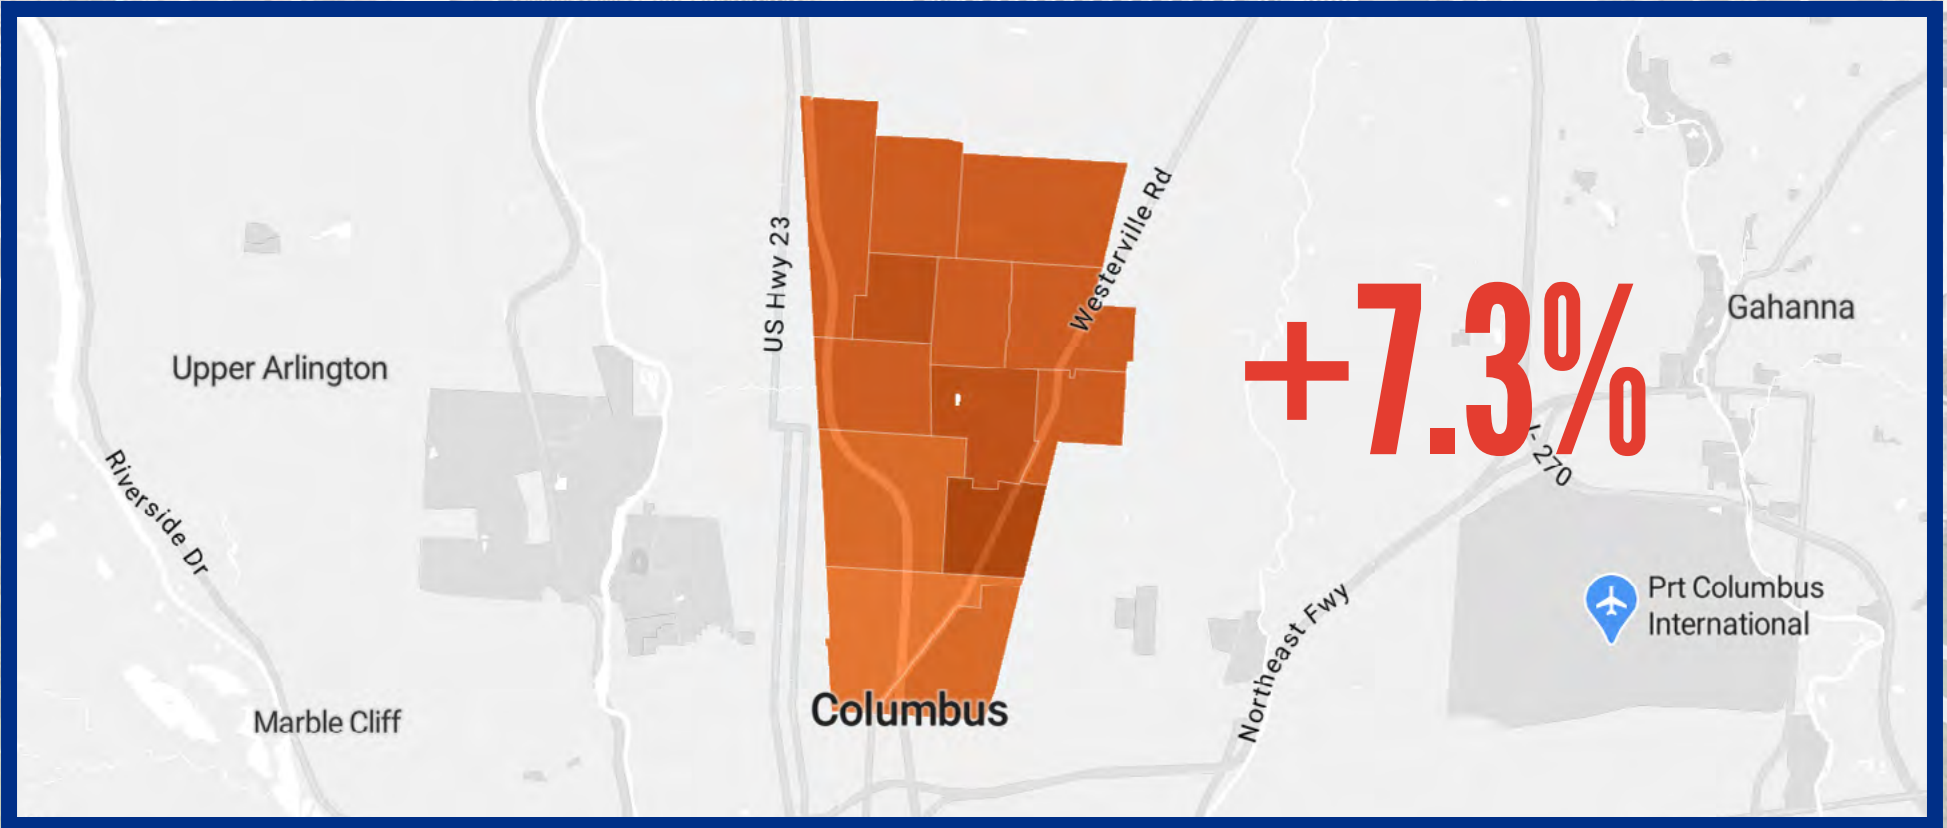 Westerville Rd
US Hwy 23
+7.3%
Gahanna
Upper Arlington
I-270
Riverside Dr
Prt Columbus
International
Northeast Fwy
Columbus
Marble Cliff